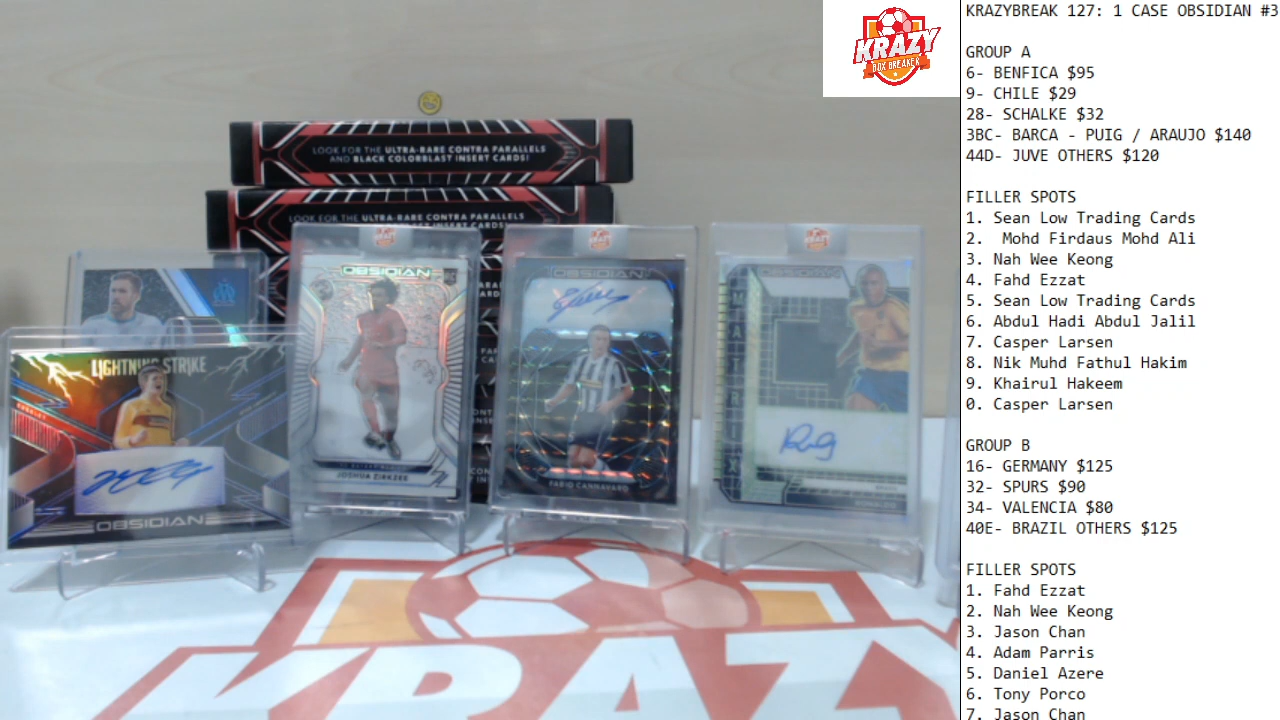 KRAZY
BOX BREAKER
KRAZYBREAK 127: 1 CASE OBSIDIAN #3
GROUP A
6- BENFICA $95
9- CHILE $29
28- SCHALKE $32
3BC- BARCA - PUIG / ARAUJO $140
44D- JUVE OTHERS $120
FILLER SPOTS
1. Sean Low Trading Cards
2.  Mohd Firdaus Mohd Ali
3. Nah Wee Keong
4. Fahd Ezzat
5. Sean Low Trading Cards
6. Abdul Hadi Abdul Jalil
7. Casper Larsen
8. Nik Muhd Fathul Hakim
9. Khairul Hakeem
0. Casper Larsen
GROUP B
16- GERMANY $125
32- SPURS $90
34- VALENCIA $80
40E- BRAZIL OTHERS $125
FILLER SPOTS
1. Fahd Ezzat
2. Nah Wee Keong
3. Jason Chan
4. Adam Parris
5. Daniel Azere
6. Tony Porco
7. Jason Chan
LOOK FOR THE ULTRA-RARE CONTRA PARALLELS
AND BLACK COLORBLAST INSERT CARDS!
LOOK FOR THE ULTRA-RARE CONTRA PARALLELS
LIGHTNING STRIKE
OBSIDIAN
OBSIDIAN
JOSHUA ZIRKZEE
OBSIDIAN
FABIO CANNAVARO
OBSIDIAN
KRAZ